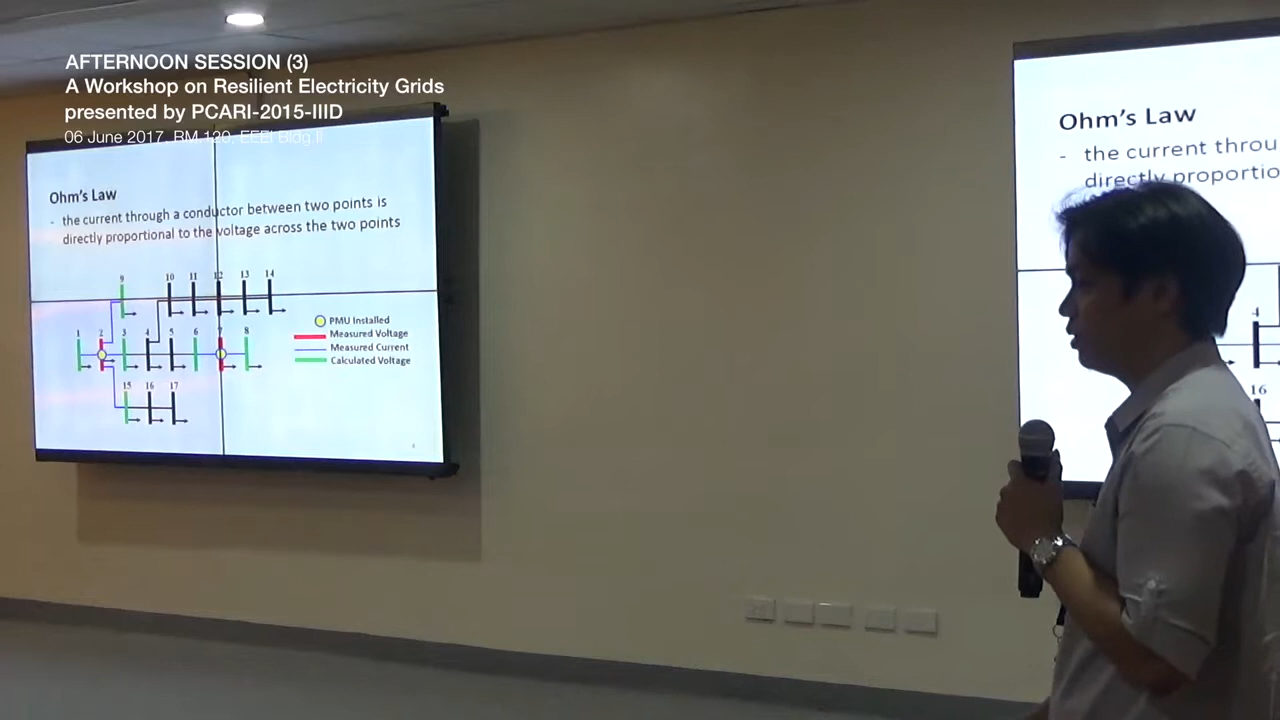 AFTERNOON SESSION (3)
A Workshop on Resilient Electricity Grids
presented by PCARI-2015-IIID
06 June 2017, RM.120, EEEI Bldg II
Ohm's Law
- the current through a conductor between two points is
directly proportional to the voltage across the two points
9 10 11 12 13 14
PMU Installed
Measured Voltage
Measured Current
Calculated Voltage
1 2 3 4 5 6 7 8
15 16 17
Ohm's Law
- the current throu
directly proportio
4
16